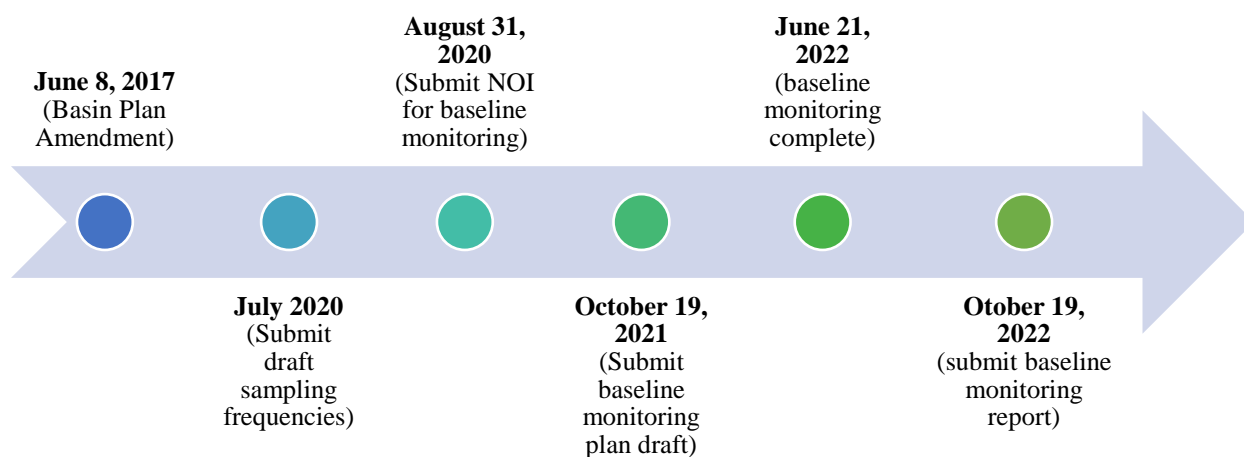 June 8, 2017
(Basin Plan
Amendment)
July 2020
(Submit
draft
sampling
frequencies)
August 31,
2020
(Submit NOI
for baseline
monitoring)
October 19,
2021
(Submit
baseline
monitoring
plan draft)
June 21,
2022
(baseline
monitoring
complete)
Otober 19,
2022
(submit baseline
monitoring
report)